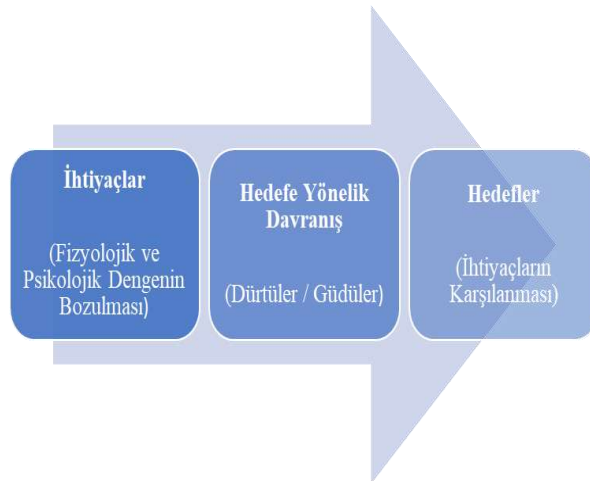 İhtiyaçlar
(Fizyolojik ve
Psikolojik Dengenin
Bozulması)
Hedefe Yönelik
Davranış
(Dürtüler / Güdüler)
Hedefler
(İhtiyaçların
Karşılanması)